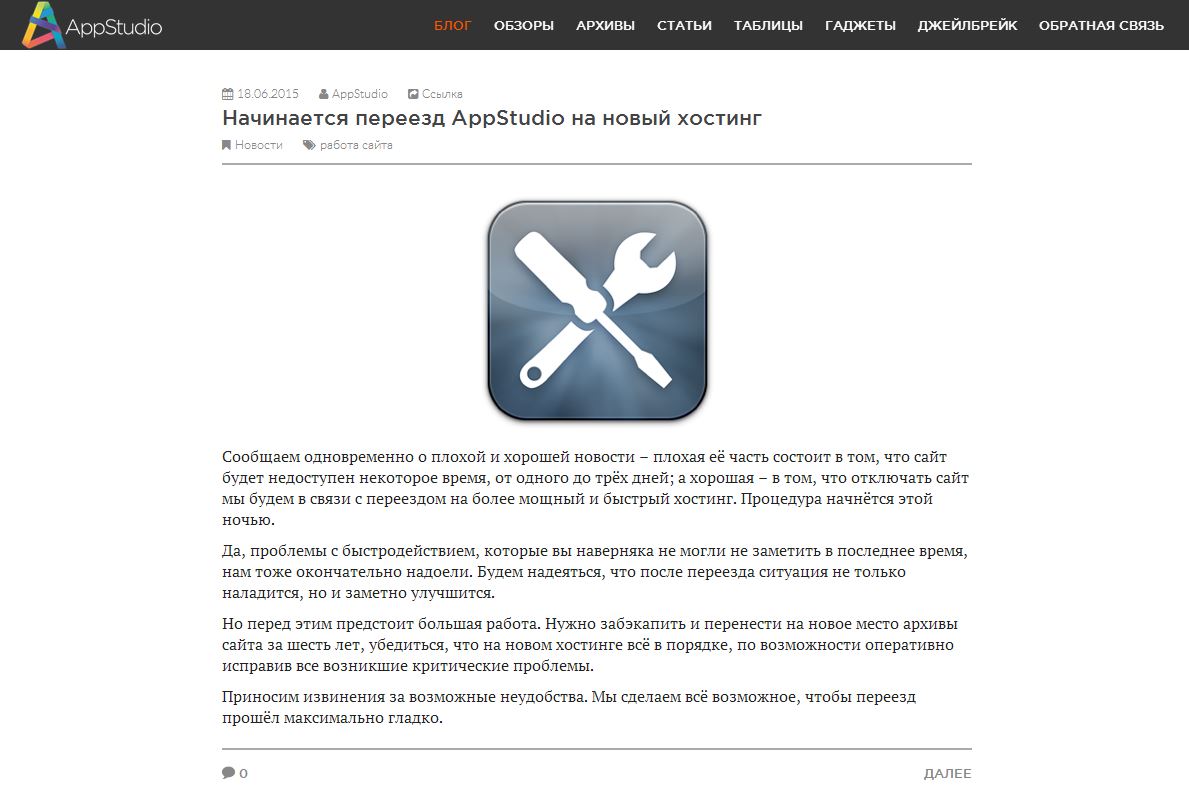 AppStudio
БЛОГ ОБЗОРЫ АРХИВЫ СТАТЬИ ТАБЛИЦЫ ГАДЖЕТЫ ДЖЕЙЛБРЕЙК ОБРАТНАЯ СВЯЗЬ
18.06.2015 AppStudio Ссылка
Начинается переезд AppStudio на новый хостинг
Новости работа сайта
Сообщаем одновременно о плохой и хорошей новости – плохая её часть состоит в том, что сайт
будет недоступен некоторое время, от одного до трёх дней; а хорошая – в том, что отключать сайт
мы будем в связи с переездом на более мощный и быстрый хостинг. Процедура начнётся этой
ночью.
Да, проблемы с быстродействием, которые вы наверняка не могли не заметить в последнее время,
нам тоже окончательно надоели. Будем надеяться, что после переезда ситуация не только
наладится, но и заметно улучшится.
Но перед этим предстоит большая работа. Нужно забэкапить и перенести на новое место архивы
сайта за шесть лет, убедиться, что на новом хостинге всё в порядке, по возможности оперативно
исправив все возникшие критические проблемы.
Приносим извинения за возможные неудобства. Мы сделаем всё возможное, чтобы переезд
прошёл максимально гладко.
0
ДАЛЕЕ